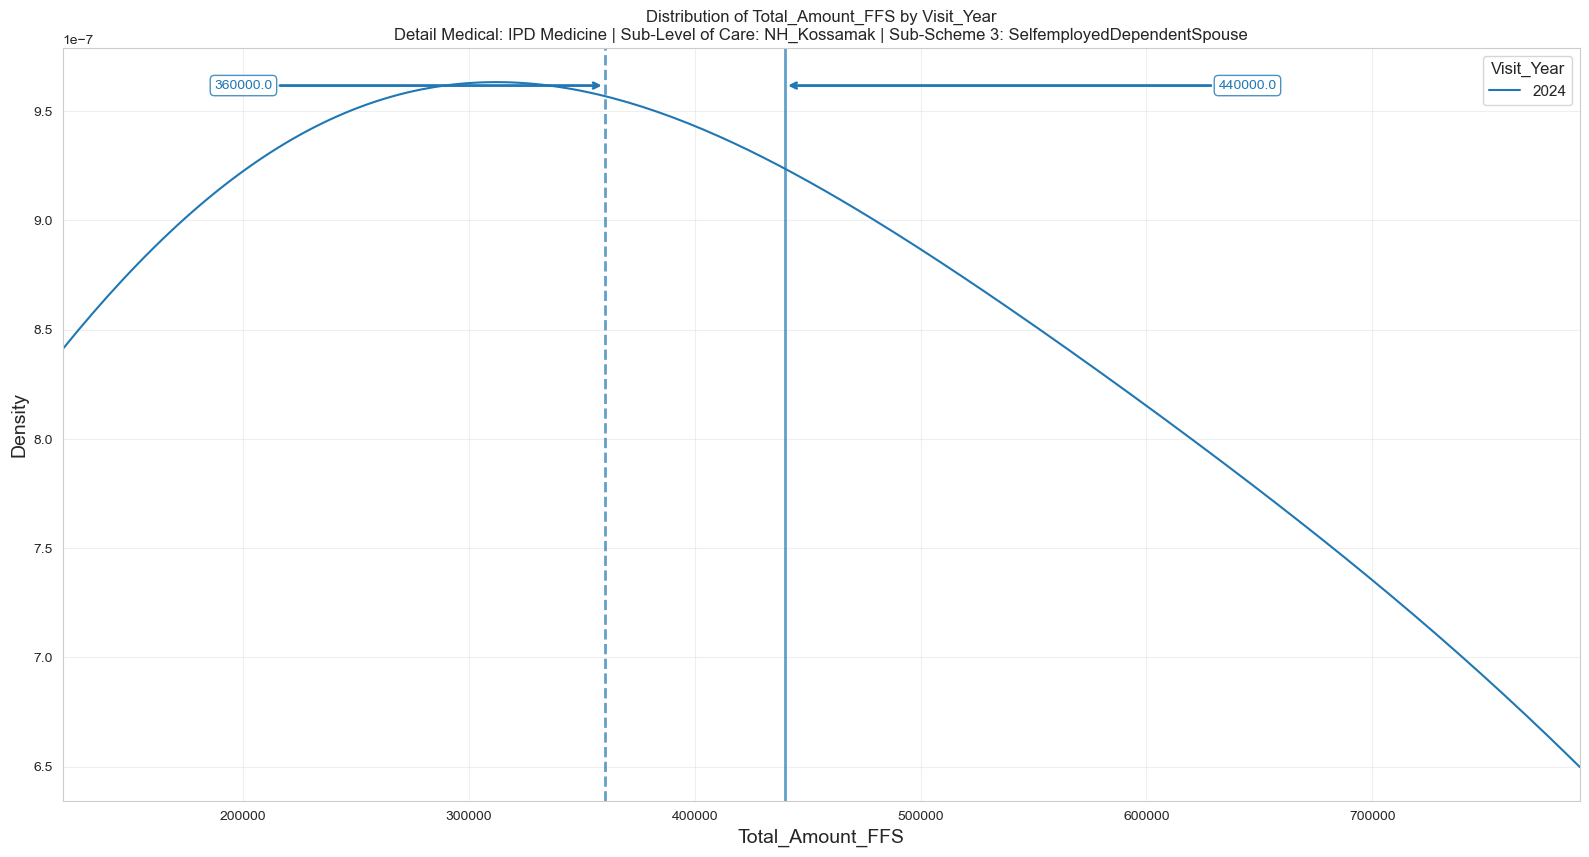 Distribution of Total_Amount_FFS by Visit_Year
Detail Medical: IPD Medicine | Sub-Level of Care: NH_Kossamak | Sub-Scheme 3: SelfemployedDependentSpouse
1e−7
360000.0
440000.0
Visit_Year
2024
9.5
9.0
8.5
8.0
7.5
7.0
6.5
Density
200000
300000
400000
500000
600000
700000
Total_Amount_FFS